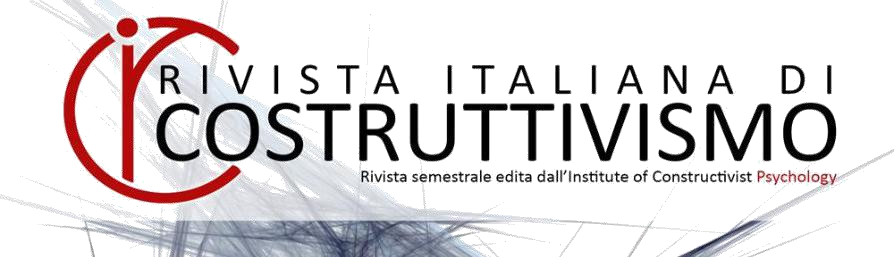 RIVISTA ITALIANA DI
COSTRUTTIVISMO
Rivista semestrale edita dall'Institute of Constructivist Psychology